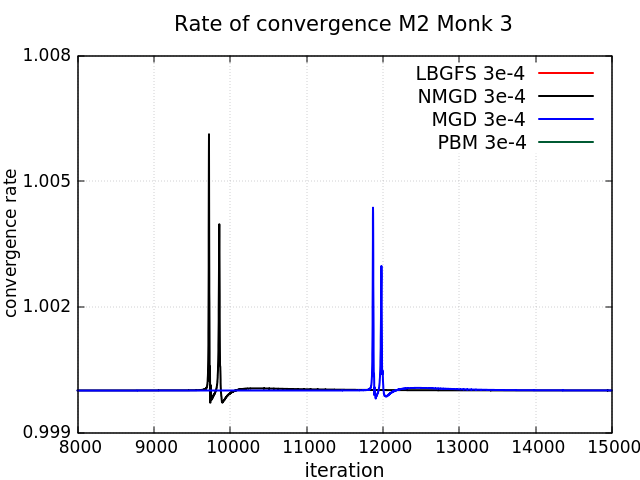 Rate of convergence M2 Monk 3
1.008
LBGFS 3e-4
NMGD 3e-4
MGD 3e-4
PBM 3e-4
1.005
convergence rate
1.002
0.999
8000 9000 10000 11000 12000 13000 14000 15000
iteration